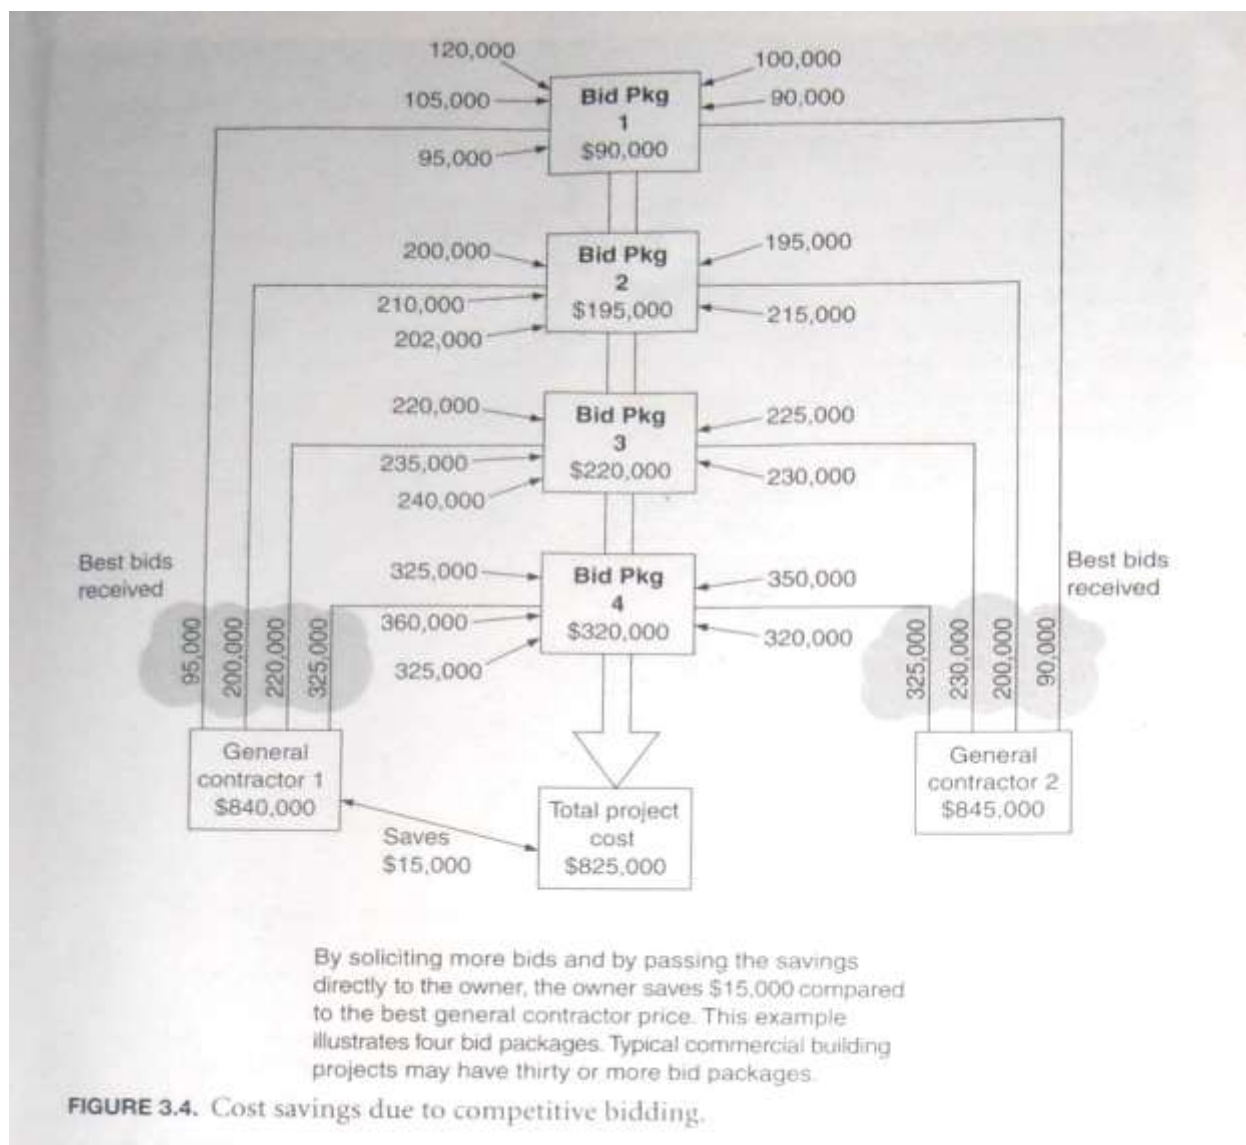 120,000
100,000
105,000
90,000
95,000
Bid Pkg
1
$90,000
200,000
195,000
210,000
215,000
202,000
Bid Pkg
2
$195,000
220,000
225,000
235,000
230,000
240,000
Bid Pkg
3
$220,000
325,000
350,000
360,000
320,000
325,000
Bid Pkg
4
$320,000
Best bids
received
95,000
200,000
220,000
325,000
Best bids
received
325,000
230,000
200,000
90,000
General
contractor 1
$840,000
Saves
$15,000
Total project
cost
$825,000
General
contractor 2
$845,000
By soliciting more bids and by passing the savings
directly to the owner, the owner saves $15,000 compared
to the best general contractor price. This example
illustrates four bid packages. Typical commercial building
projects may have thirty or more bid packages.
FIGURE 3.4. Cost savings due to competitive bidding.